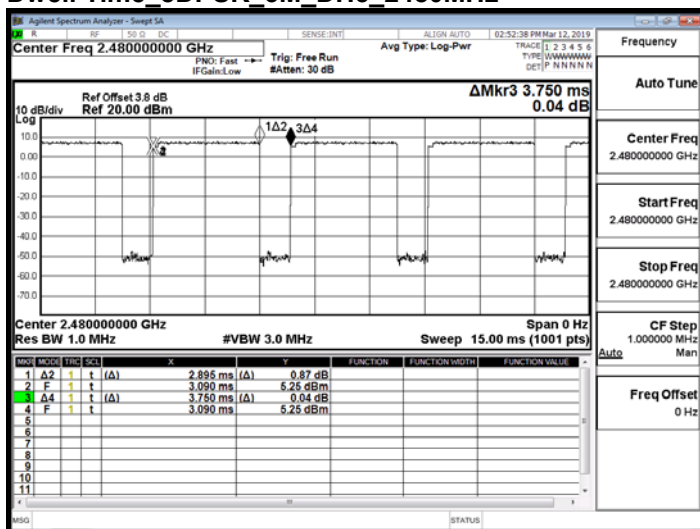 Agilent Spectrum Analyzer - Swept SA
R RF 50 Ω DC SENSE:INT ALIGN AUTO 02:52:38 PM Mar 12, 2019
Center Freq 2.480000000 GHz
PNO: Fast
IFGain:Low
Trig: Free Run
#Atten: 30 dB
Avg Type: Log-Pwr
TRACE 1 2 3 4 5 6
TYPE WWWWWW
DET P N N N N N
Ref Offset 3.8 dB
10 dB/div Ref 20.00 dBm
Log
ΔMkr3 3.750 ms
0.04 dB
10.0
0.00
-10.0
-20.0
-30.0
-40.0
-50.0
-60.0
-70.0
1Δ2 3Δ4
Center 2.480000000 GHz Span 0 Hz
Res BW 1.0 MHz #VBW 3.0 MHz Sweep 15.00 ms (1001 pts)
MKR MODE TRC SCL X Y FUNCTION FUNCTION WIDTH FUNCTION VALUE
1 Δ2 1 t (Δ) 2.895 ms (Δ) 0.87 dB
2 F 1 t 3.090 ms 5.25 dBm
3 Δ4 1 t (Δ) 3.750 ms (Δ) 0.04 dB
4 F 1 t 3.090 ms 5.25 dBm
5
6
7
8
9
10
11
MSG STATUS
Frequency
Auto Tune
Center Freq
2.480000000 GHz
Start Freq
2.480000000 GHz
Stop Freq
2.480000000 GHz
CF Step
1.000000 MHz
Auto Man
Freq Offset
0 Hz